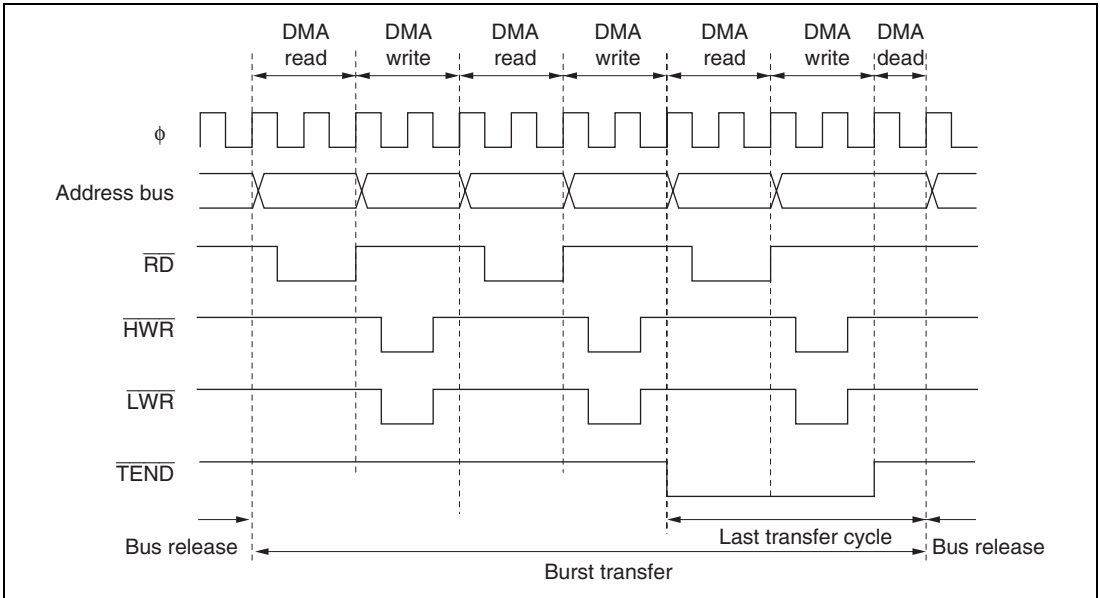 DMA read
DMA write
DMA read
DMA write
DMA read
DMA write
DMA dead
ϕ
Address bus
RD
HWR
LWR
TEND
Bus release
Last transfer cycle
Bus release
Burst transfer